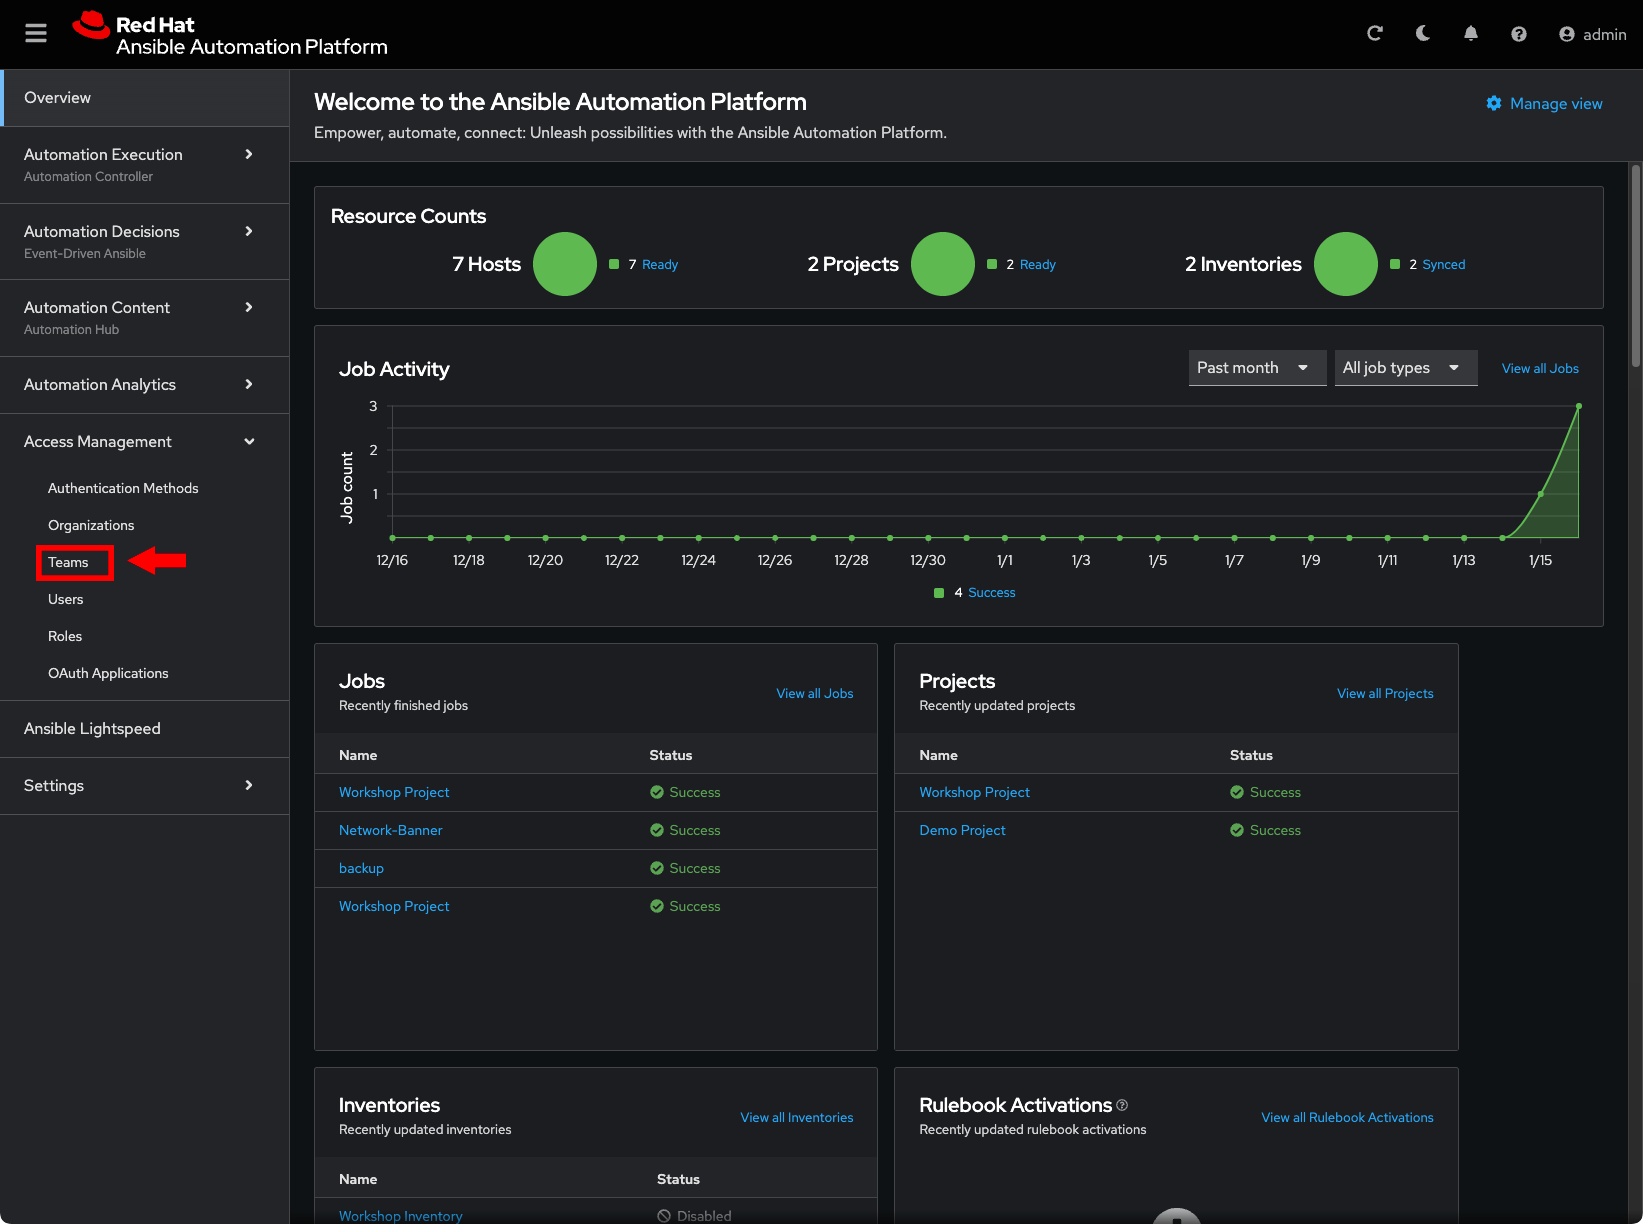 Red Hat
Ansible Automation Platform
admin
Overview
Automation Execution
Automation Controller
Automation Decisions
Event-Driven Ansible
Automation Content
Automation Hub
Automation Analytics
Access Management
Authentication Methods
Organizations
Teams
Users
Roles
OAuth Applications
Ansible Lightspeed
Settings
Welcome to the Ansible Automation Platform
Empower, automate, connect: Unleash possibilities with the Ansible Automation Platform.
Manage view
Resource Counts
7 Hosts 7 Ready 2 Projects 2 Ready 2 Inventories 2 Synced
Job Activity
Past month All job types View all Jobs
Job count
3
2
1
12/16 12/18 12/20 12/22 12/24 12/26 12/28 12/30 1/1 1/3 1/5 1/7 1/9 1/11 1/13 1/15
4 Success
Jobs
Recently finished jobs
View all Jobs
Name Status
Workshop Project Success
Network-Banner Success
backup Success
Workshop Project Success
Projects
Recently updated projects
View all Projects
Name Status
Workshop Project Success
Demo Project Success
Inventories
Recently updated inventories
View all Inventories
Name Status
Workshop Inventory Disabled
Rulebook Activations
Recently updated rulebook activations
View all Rulebook Activations